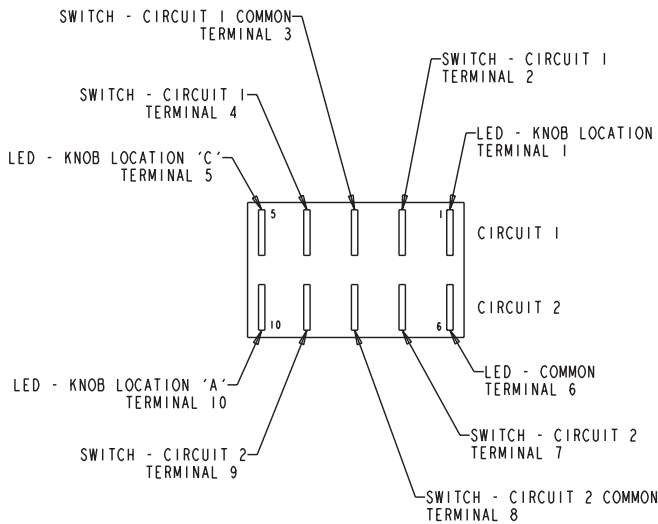 SWITCH - CIRCUIT 1 COMMON
TERMINAL 3
SWITCH - CIRCUIT 1
TERMINAL 2
SWITCH - CIRCUIT 1
TERMINAL 4
LED - KNOB LOCATION
TERMINAL 1
LED - KNOB LOCATION 'C'
TERMINAL 5
5
1
CIRCUIT 1
CIRCUIT 2
10
6
LED - KNOB LOCATION 'A'
TERMINAL 10
LED - COMMON
TERMINAL 6
SWITCH - CIRCUIT 2
TERMINAL 7
SWITCH - CIRCUIT 2
TERMINAL 9
SWITCH - CIRCUIT 2 COMMON
TERMINAL 8